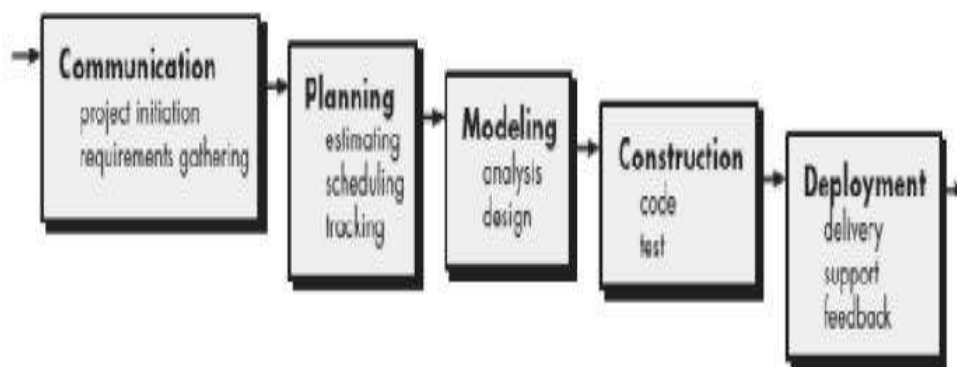 Communication
project initiation
requirements gathering
Planning
estimating
scheduling
tracking
Modeling
analysis
design
Construction
code
test
Deployment
delivery
support
feedback